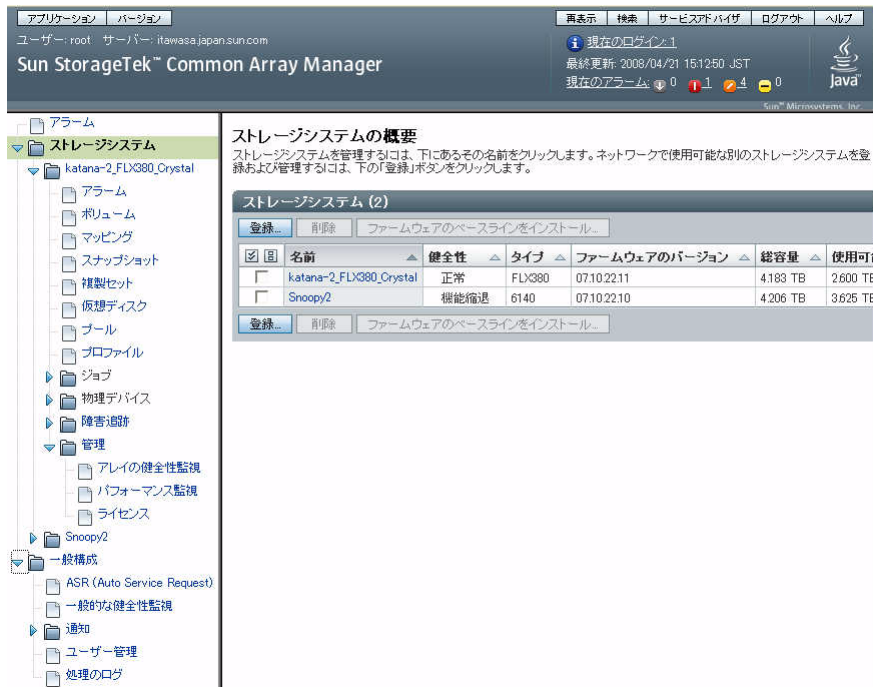 アプリケーション バージョン 再表示 検索 サービスアドバイザ ログアウト ヘルプ
ユーザー: root サーバー: itawasa.japan.sun.com 現在のログイン: 1
Sun StorageTek™ Common Array Manager 最終更新: 2008/04/21 15:12:50 JST
現在のアラーム: 0 1 4 0 Java™
Sun™ Microsystems, Inc.
アラーム
ストレージシステム
katana-2_FLX380_Crystal
アラーム
ボリューム
マッピング
スナップショット
複製セット
仮想ディスク
プール
プロファイル
ジョブ
物理デバイス
障害追跡
管理
アレイの健全性監視
パフォーマンス監視
ライセンス
Snoopy2
一般構成
ASR (Auto Service Request)
一般的な健全性監視
通知
ユーザー管理
処理のログ
ストレージシステムの概要
ストレージシステムを管理するには、下にあるその名前をクリックします。ネットワークで使用可能な別のストレージシステムを登
録および管理するには、下の「登録」ボタンをクリックします。
ストレージシステム (2)
登録... 削除 ファームウェアのベースラインをインストール...
名前 健全性 タイプ ファームウェアのバージョン 総容量 使用可
katana-2_FLX380_Crystal 正常 FLX380 07.10.22.11 4.183 TB 2.600 TB
Snoopy2 機能縮退 6140 07.10.22.10 4.206 TB 3.625 TB
登録... 削除 ファームウェアのベースラインをインストール...